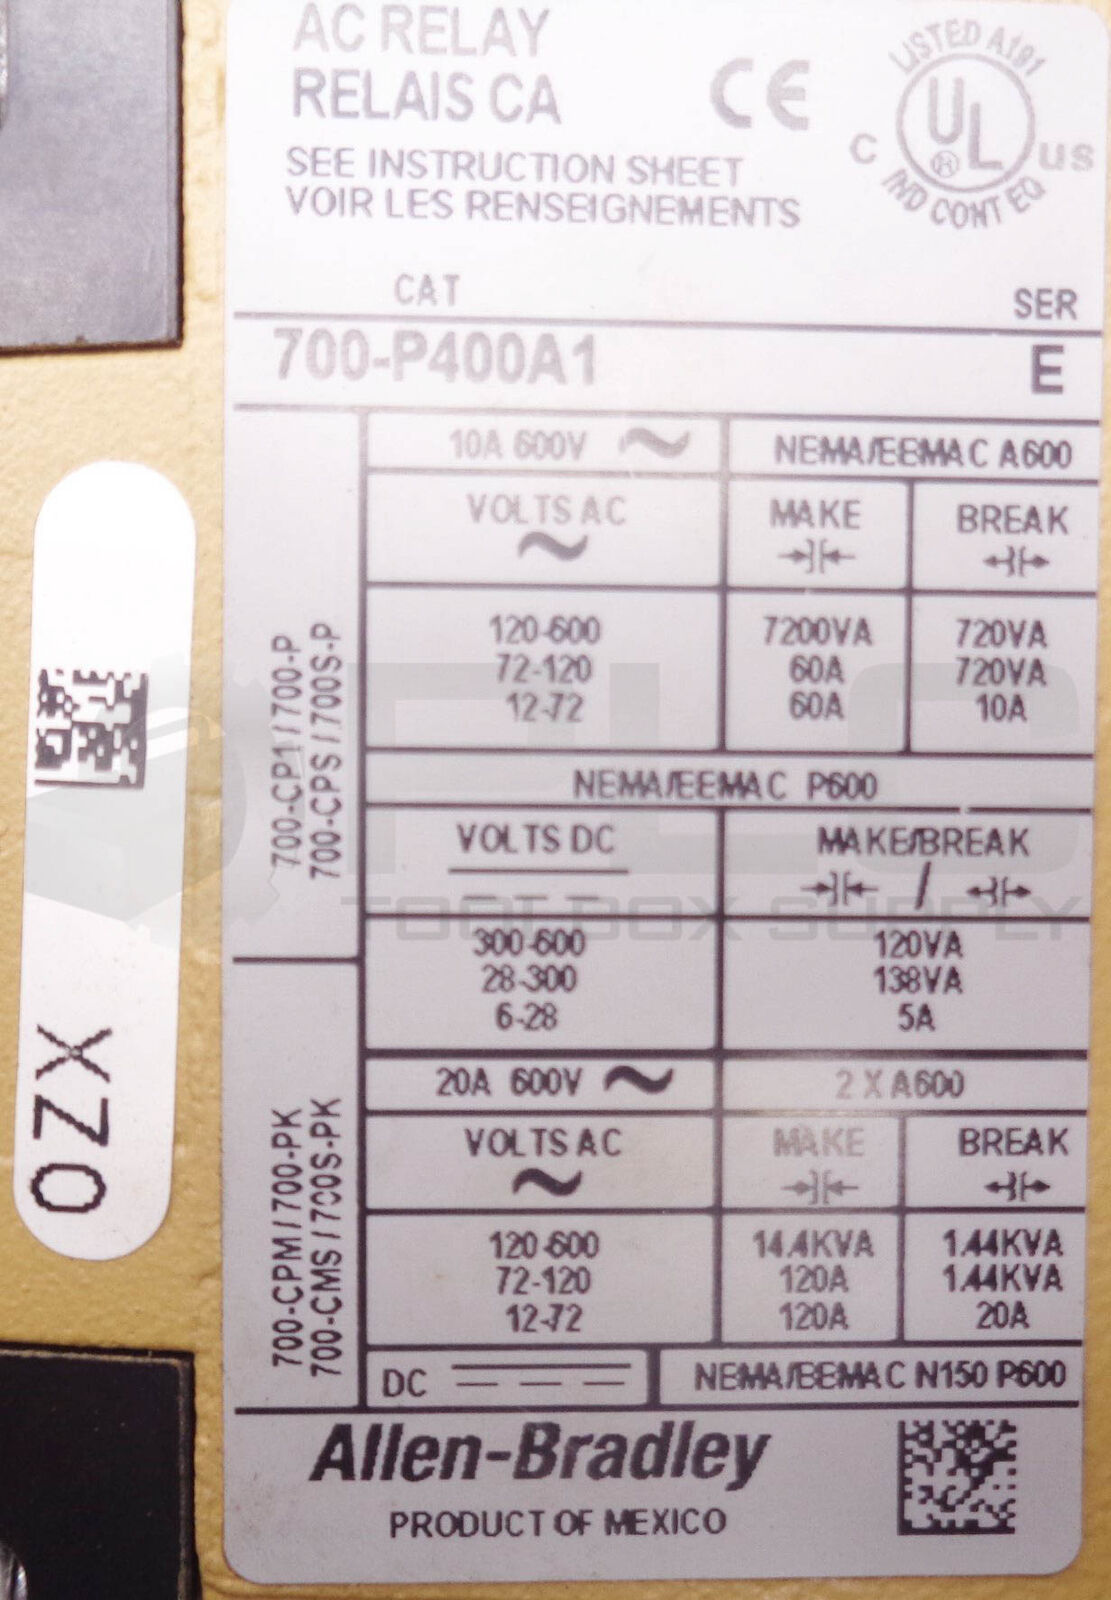 AC RELAY
RELAIS CA
CE
LISTED A191
C UL US
IND CONT EQ
SEE INSTRUCTION SHEET
VOIR LES RENSEIGNEMENTS
CAT SER
700-P400A1 E
10A 600V ~ NEMA/EEMAC A600
VOLTS AC MAKE BREAK
~
120-600 7200VA 720VA
72-120 60A 720VA
12-72 60A 10A
700-CP1 / 700-P
700-CPS / 700S-P
NEMA/EEMAC P600
VOLTS DC MAKE/BREAK
/
300-600 120VA
28-300 138VA
6-28 5A
PLC
TOOLBOX SUPPLY
20A 600V ~ 2 X A600
VOLTS AC MAKE BREAK
~
120-600 14.4KVA 1.44KVA
72-120 120A 1.44KVA
12-72 120A 20A
700-CPM / 700-PK
700-CMS / 700S-PK
DC NEMA/EEMAC N150 P600
Allen-Bradley
PRODUCT OF MEXICO
OZX